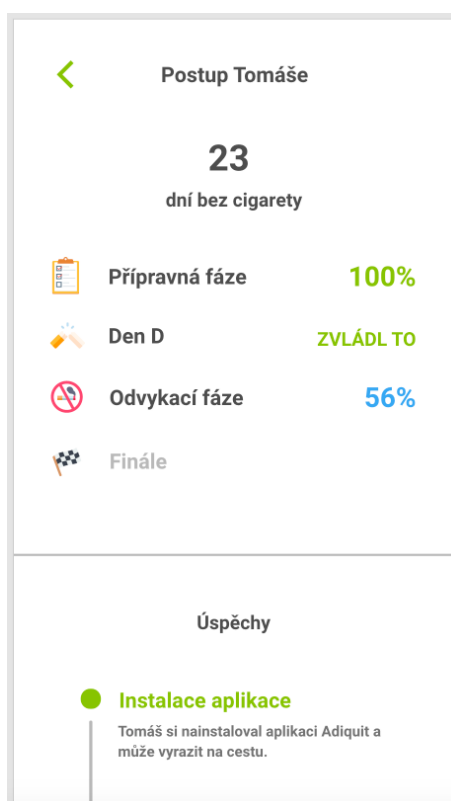 Postup Tomáše
23
dní bez cigarety
Přípravná fáze 100%
Den D ZVLÁDL TO
Odvykací fáze 56%
Finále
Úspěchy
Instalace aplikace
Tomáš si nainstaloval aplikaci Adiquit a
může vyrazit na cestu.